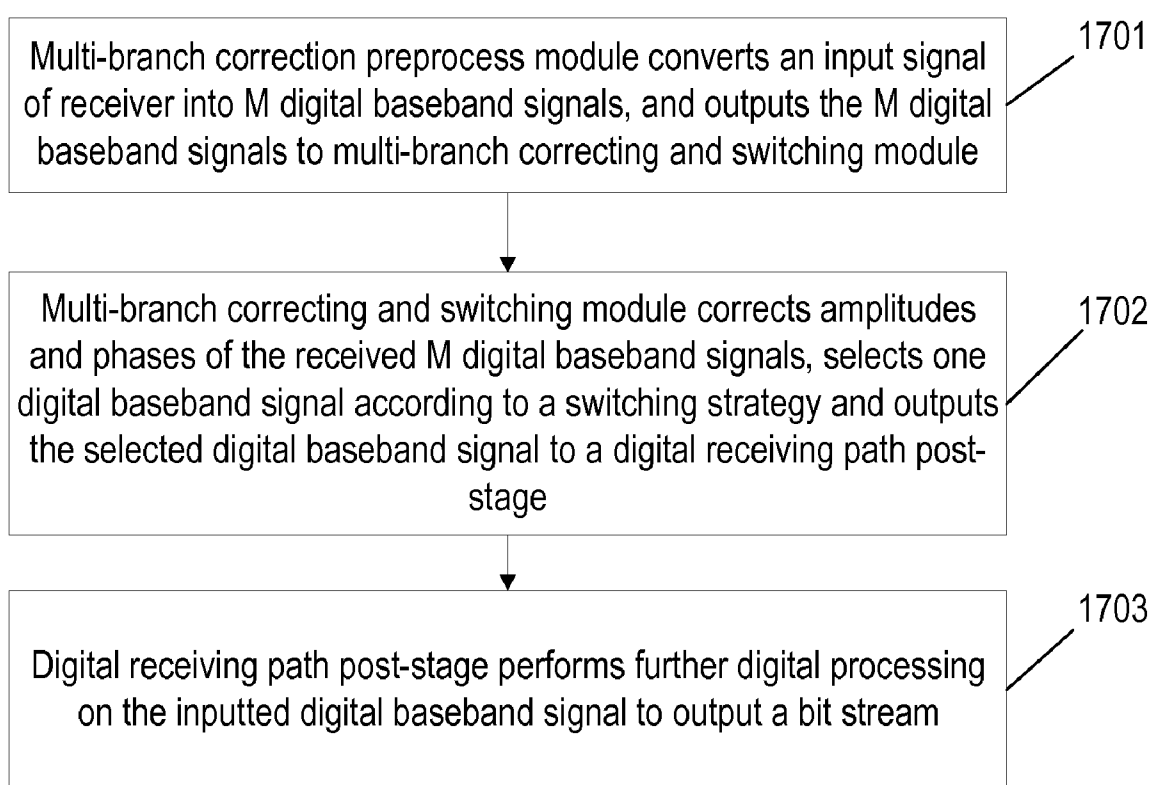 Multi-branch correction preprocess module converts an input signal
of receiver into M digital baseband signals, and outputs the M digital
baseband signals to multi-branch correcting and switching module
1701
Multi-branch correcting and switching module corrects amplitudes
and phases of the received M digital baseband signals, selects one
digital baseband signal according to a switching strategy and outputs
the selected digital baseband signal to a digital receiving path post-
stage
1702
Digital receiving path post-stage performs further digital processing
on the inputted digital baseband signal to output a bit stream
1703